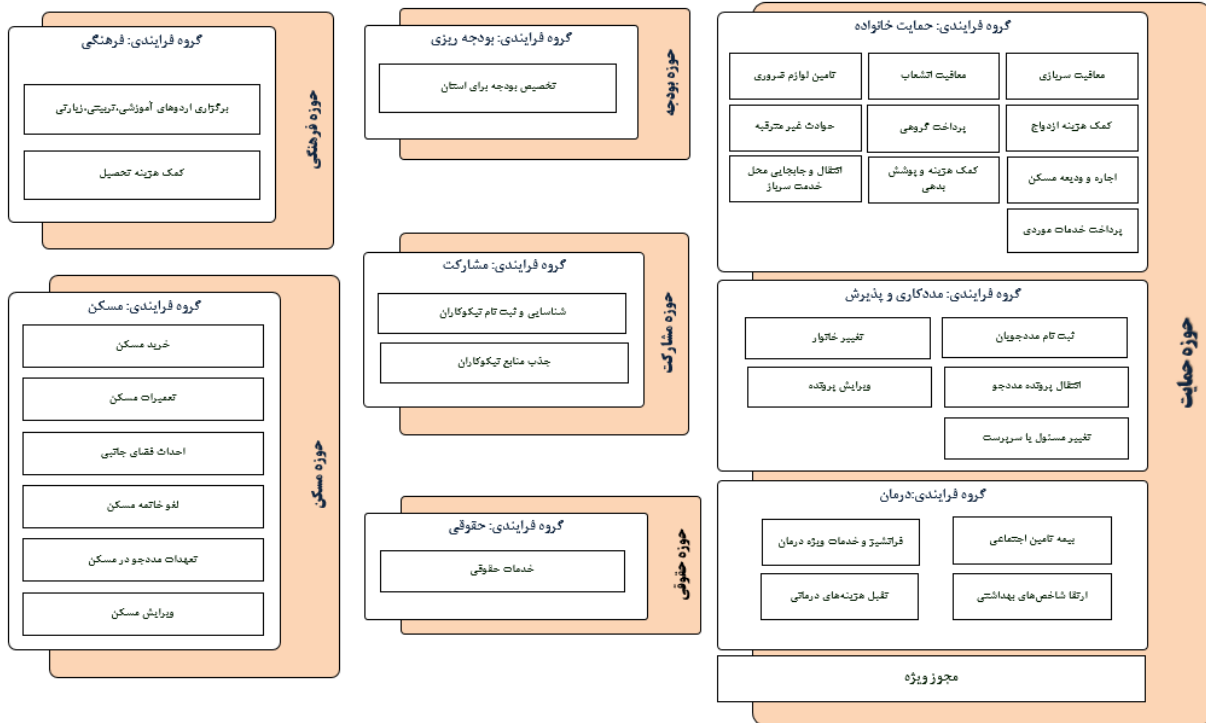 حوزه حمایت
گروه فرایندی: حمایت خانواده
معافیت سربازی
معافیت انشعاب
تامین لوازم ضروری
کمک هزینه ازدواج
پرداخت گروهی
حوادث غیر مترقبه
اجاره و ودیعه مسکن
کمک هزینه و پوشش
بدهی
انتقال و جابجایی محل
خدمت سرباز
پرداخت خدمات موردی
گروه فرایندی: مددکاری و پذیرش
ثبت نام مددجویان
تغییر خانوار
انتقال پرونده مددجو
ویرایش پرونده
تغییر مسئول یا سرپرست
گروه فرایندی:درمان
بیمه تامین اجتماعی
فرانشیز و خدمات ویژه درمان
ارتقا شاخص‌های بهداشتی
تقبل هزینه‌های درمانی
مجوز ویژه
حوزه بودجه
گروه فرایندی: بودجه ریزی
تخصیص بودجه برای استان
حوزه مشارکت
گروه فرایندی: مشارکت
شناسایی و ثبت نام نیکوکاران
جذب منابع نیکوکاران
حوزه حقوقی
گروه فرایندی: حقوقی
خدمات حقوقی
حوزه فرهنگی
گروه فرایندی: فرهنگی
برگزاری اردوهای آموزشی،تربیتی،زیارتی
کمک هزینه تحصیل
حوزه مسکن
گروه فرایندی: مسکن
خرید مسکن
تعمیرات مسکن
احداث فضای جانبی
لغو خاتمه مسکن
تعهدات مددجو در مسکن
ویرایش مسکن